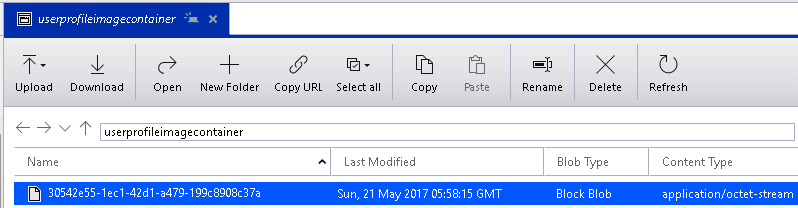 userprofileimagecontainer
Upload Download Open New Folder Copy URL Select all Copy Paste Rename Delete Refresh
userprofileimagecontainer
Name Last Modified Blob Type Content Type
30542e55-1ec1-42d1-a479-199c8908c37a Sun, 21 May 2017 05:58:15 GMT Block Blob application/octet-stream